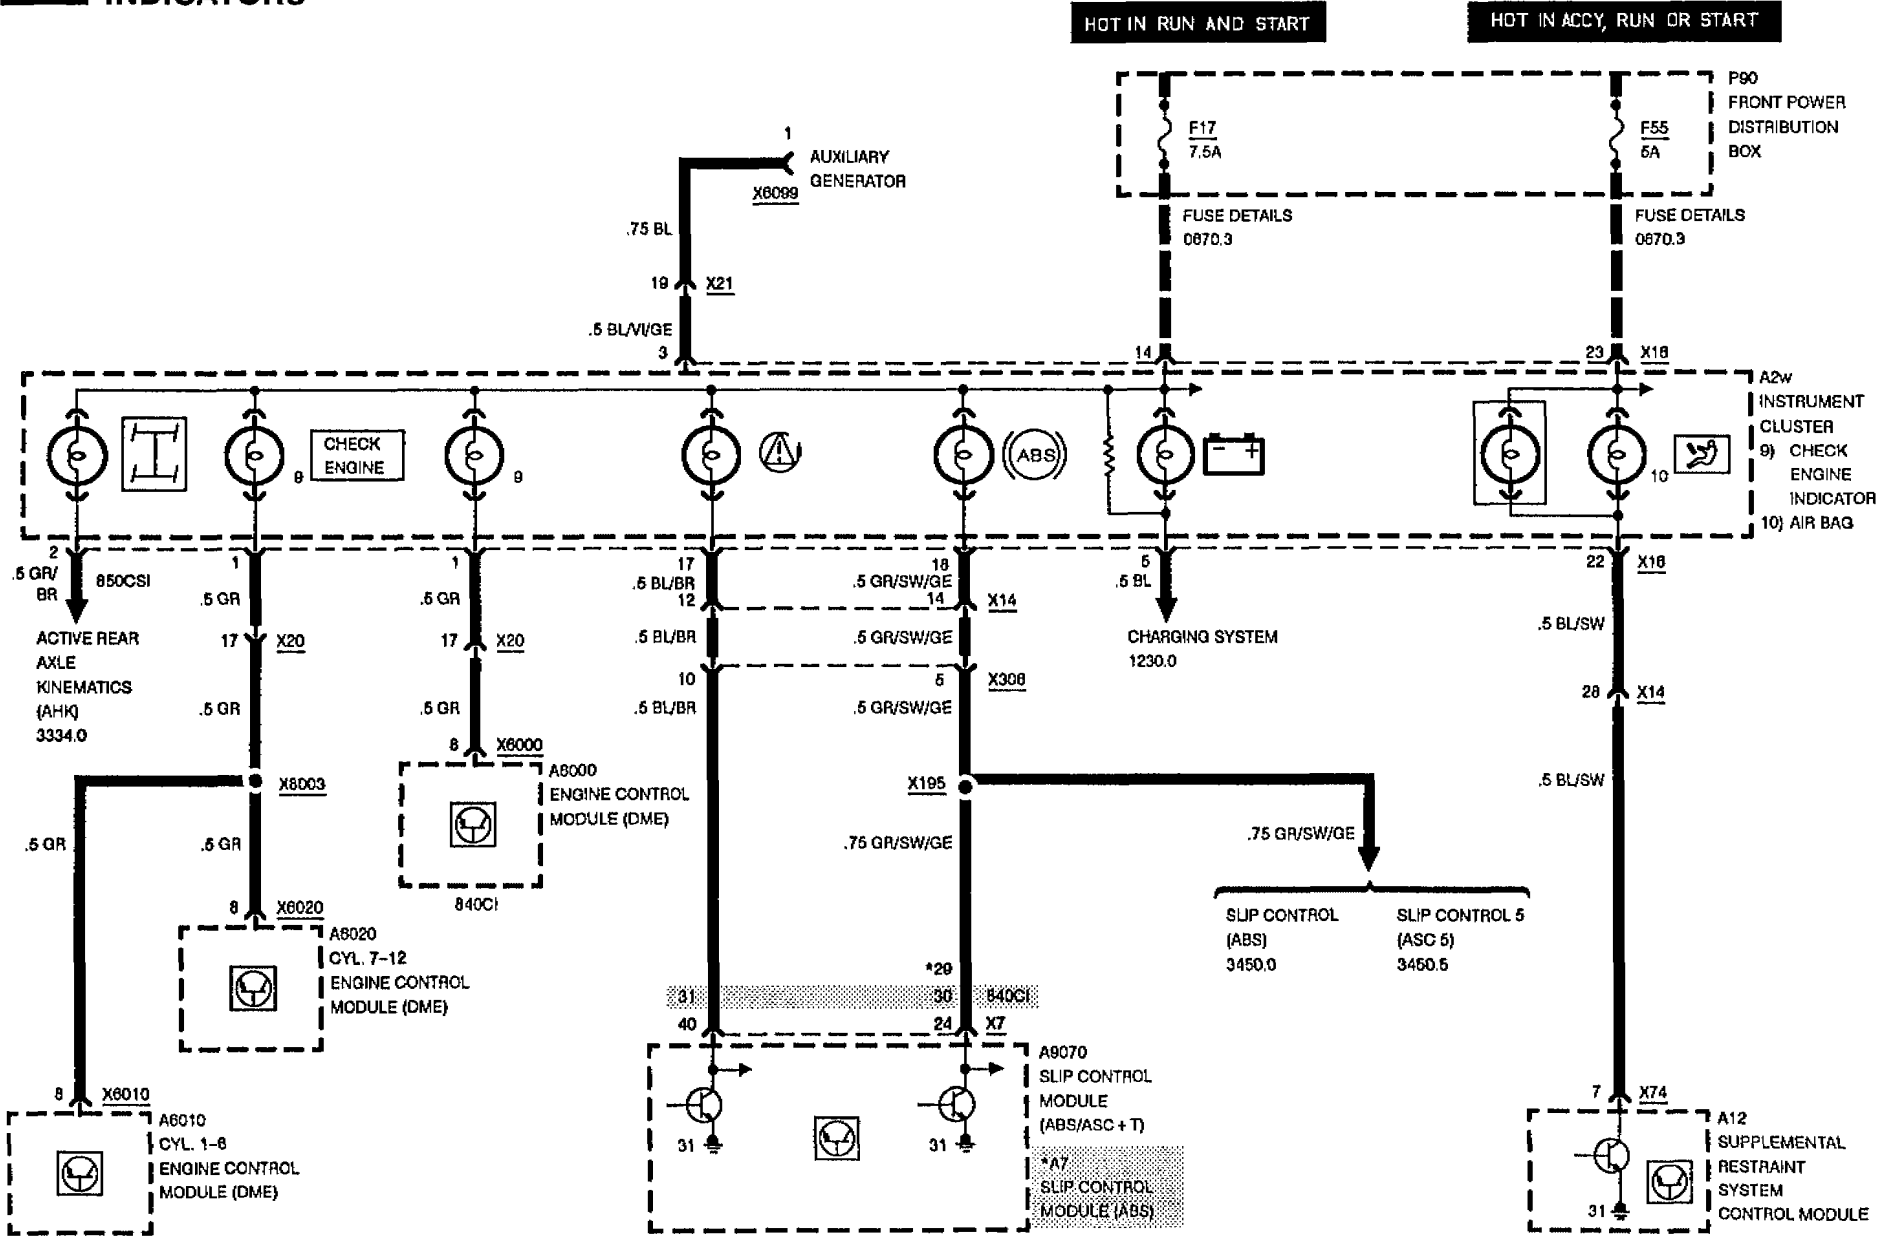 INDICATORS
HOT IN RUN AND START
HOT IN ACCY, RUN OR START
P90
FRONT POWER
DISTRIBUTION
BOX
F17
7.5A
F55
5A
FUSE DETAILS
0670.3
FUSE DETAILS
0670.3
1
AUXILIARY
GENERATOR
X6099
.75 BL
19
X21
.5 BL/VI/GE
3
14
23
X18
A2w
INSTRUMENT
CLUSTER
9) CHECK
ENGINE
INDICATOR
10) AIR BAG
CHECK
ENGINE
9
9
ABS
- +
10
2
.5 GR/
BR
850CSI
ACTIVE REAR
AXLE
KINEMATICS
(AHK)
3334.0
1
.5 GR
17
X20
.5 GR
X8003
.5 GR
.5 GR
8
X6020
A6020
CYL. 7-12
ENGINE CONTROL
MODULE (DME)
8
X6010
A6010
CYL. 1-6
ENGINE CONTROL
MODULE (DME)
1
.5 GR
17
X20
.5 GR
8
X6000
A6000
ENGINE CONTROL
MODULE (DME)
840CI
17
.5 BL/BR
12
.5 BL/BR
10
.5 BL/BR
18
.5 GR/SW/GE
14
X14
.5 GR/SW/GE
5
X308
.5 GR/SW/GE
X195
.75 GR/SW/GE
.75 GR/SW/GE
SLIP CONTROL
(ABS)
3450.0
SLIP CONTROL 5
(ASC 5)
3450.5
*29
31
30
840CI
40
24
X7
A9070
SLIP CONTROL
MODULE
(ABS/ASC + T)
*A7
SLIP CONTROL
MODULE (ABS)
31
31
5
.5 BL
CHARGING SYSTEM
1230.0
22
X18
.5 BL/SW
28
X14
.5 BL/SW
7
X74
A12
SUPPLEMENTAL
RESTRAINT
SYSTEM
CONTROL MODULE
31